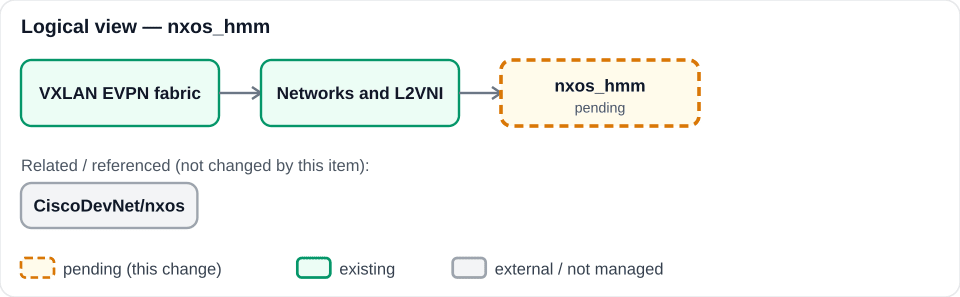 Logical view — nxos_hmm
VXLAN EVPN fabric
Networks and L2VNI
nxos_hmm
pending
Related / referenced (not changed by this item):
CiscoDevNet/nxos
pending (this change)
existing
external / not managed